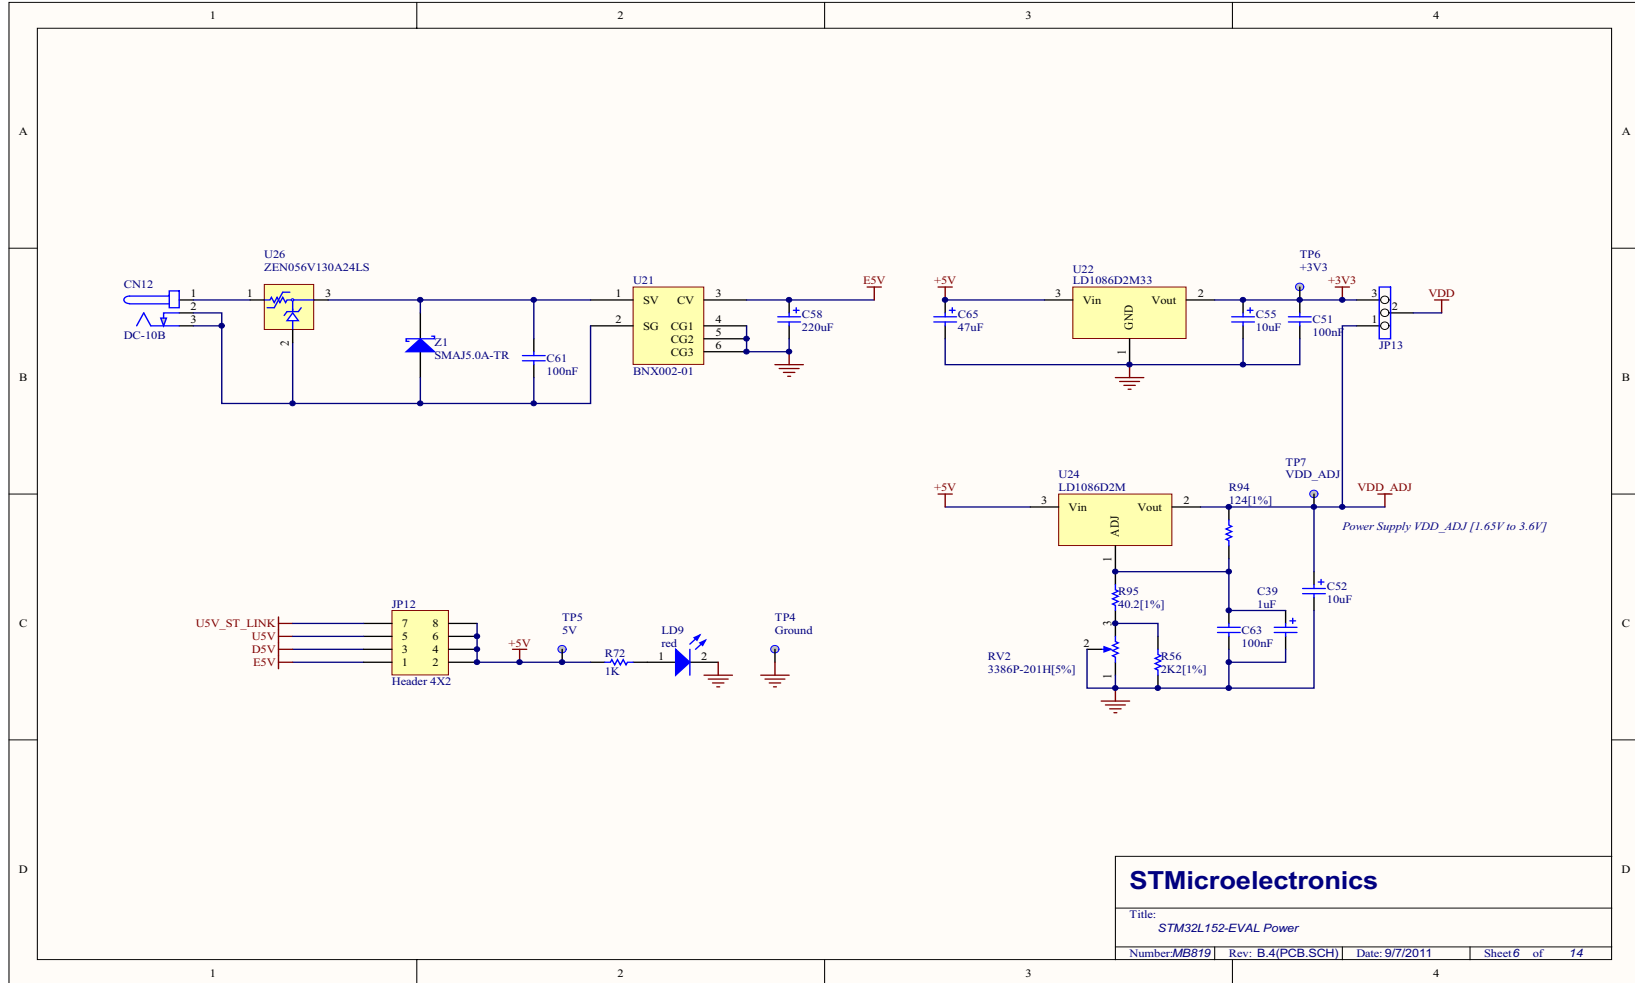 1 2 3 4
A A
B B
C C
D D
1 2 3 4
CN12
1
2
3
DC-10B
U26
ZEN056V130A24LS
1 3
2
Z1
SMAJ5.0A-TR
C61
100nF
U21
1 SV CV 3
2 SG CG1 4
CG2 5
CG3 6
BNX002-01
C58
220uF
E5V
+5V
C65
47uF
U22
LD1086D2M33
3 Vin Vout 2
GND
1
C55
10uF
TP6
+3V3
C51
100nF
+3V3
3
2
1
JP13
VDD
+5V
U24
LD1086D2M
3 Vin Vout 2
ADJ
1
R94
124[1%]
TP7
VDD_ADJ
VDD_ADJ
Power Supply VDD_ADJ [1.65V to 3.6V]
R95
40.2[1%]
3
2
1
RV2
3386P-201H[5%]
R56
2K2[1%]
C39
1uF
C63
100nF
C52
10uF
JP12
U5V_ST_LINK 7 8
U5V 5 6
D5V 3 4
E5V 1 2
Header 4X2
+5V
TP5
5V
R72
1K
LD9
red
1 2
TP4
Ground
STMicroelectronics
Title:
STM32L152-EVAL Power
Number:MB819 Rev: B.4(PCB.SCH) Date: 9/7/2011 Sheet 6 of 14